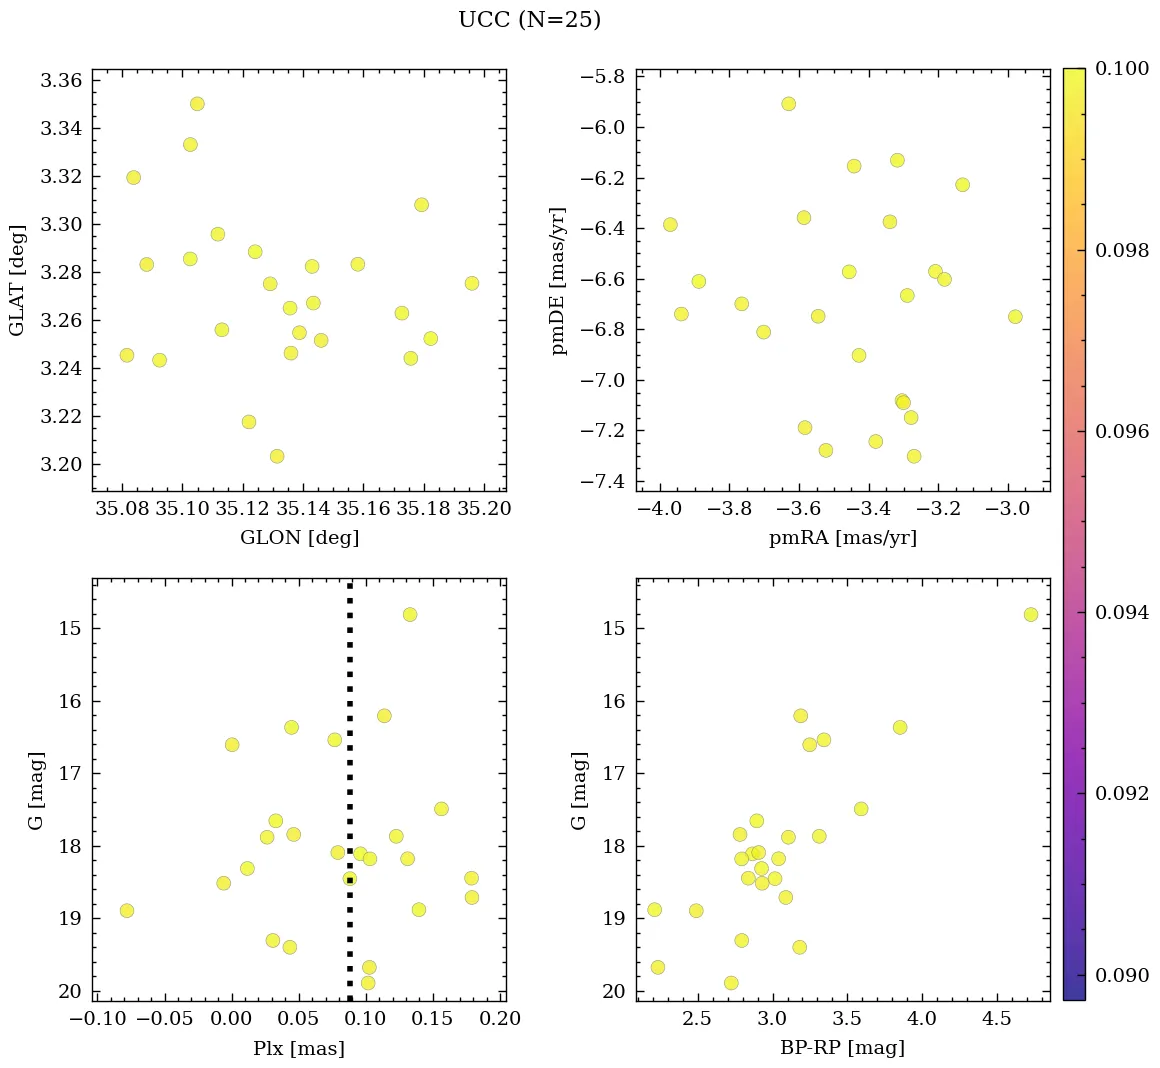 UCC (N=25)
3.36
3.34
3.32
3.30
3.28
3.26
3.24
3.22
3.20
GLAT [deg]
35.08 35.10 35.12 35.14 35.16 35.18 35.20
GLON [deg]
−5.8
−6.0
−6.2
−6.4
−6.6
−6.8
−7.0
−7.2
−7.4
pmDE [mas/yr]
−4.0 −3.8 −3.6 −3.4 −3.2 −3.0
pmRA [mas/yr]
15
16
17
18
19
20
G [mag]
−0.10 −0.05 0.00 0.05 0.10 0.15 0.20
Plx [mas]
15
16
17
18
19
20
G [mag]
2.5 3.0 3.5 4.0 4.5
BP-RP [mag]
0.100
0.098
0.096
0.094
0.092
0.090